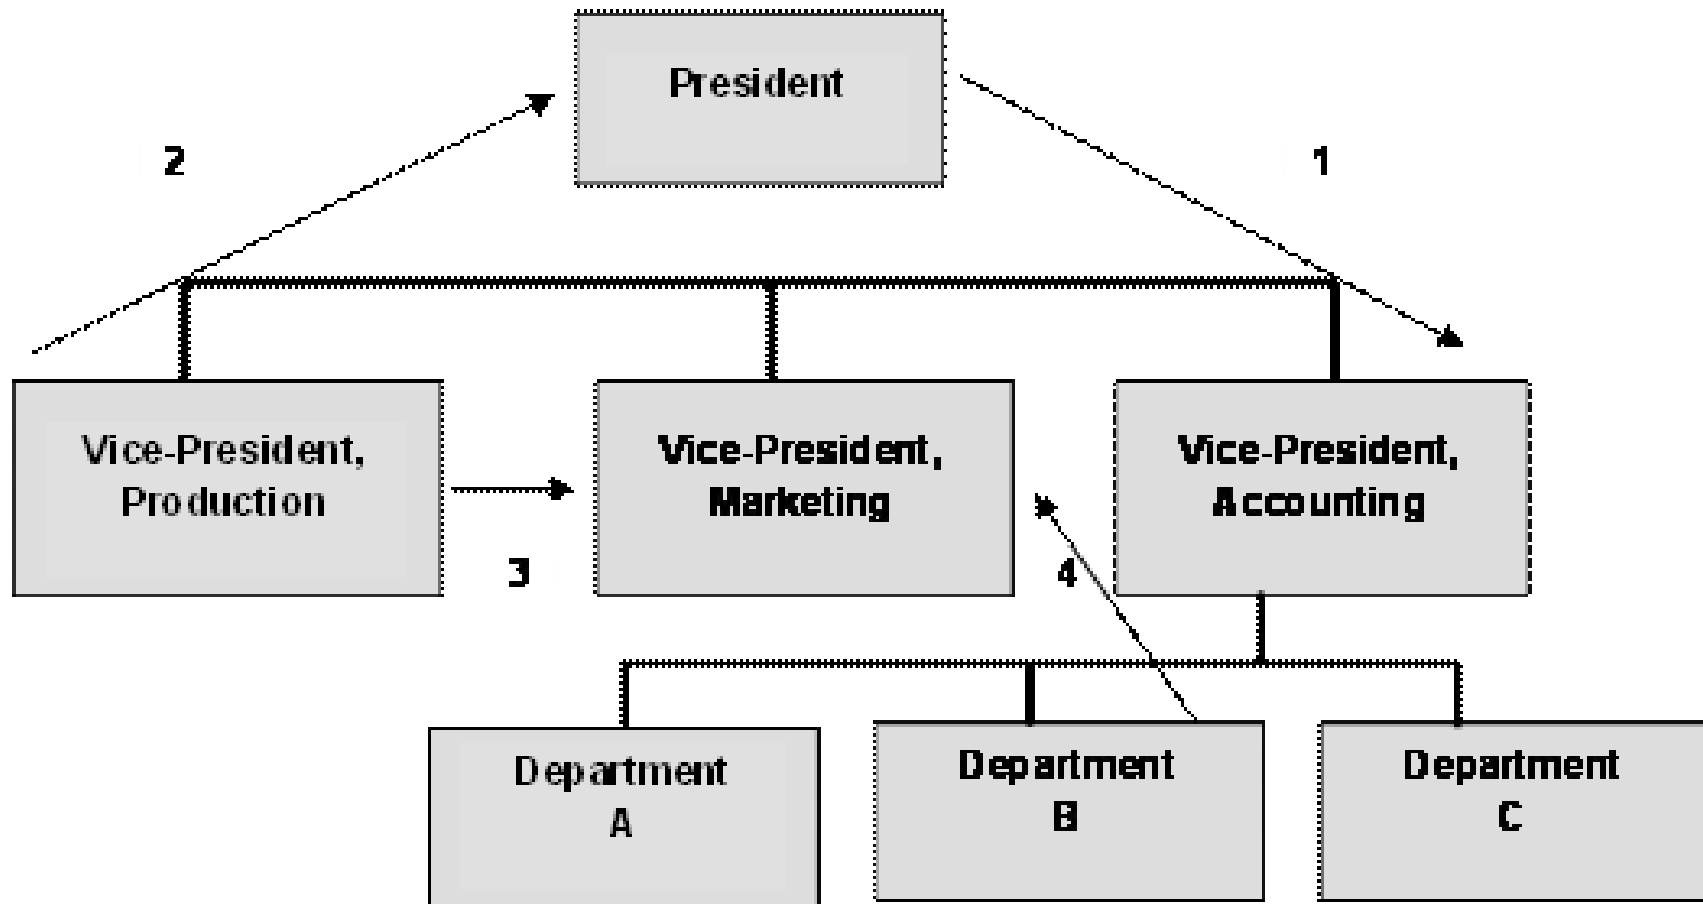 President
2
1
Vice-President,
Production
Vice-President,
Marketing
Vice-President,
Accounting
3
4
Department
A
Department
B
Department
C